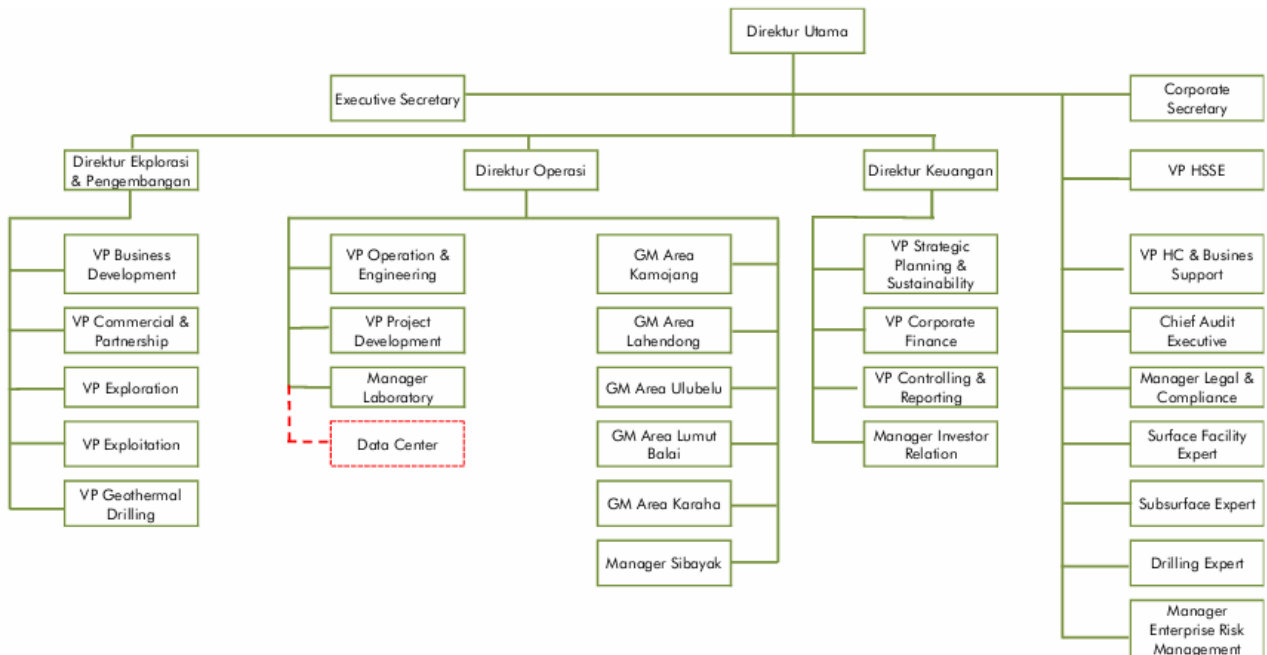 Direktur Utama
Executive Secretary
Corporate
Secretary
Direktur Ekplorasi
& Pengembangan
Direktur Operasi
Direktur Keuangan
VP HSSE
VP Business
Development
VP Operation &
Engineering
GM Area
Kamojang
VP Strategic
Planning &
Sustainability
VP HC & Busines
Support
VP Commercial &
Partnership
VP Project
Development
GM Area
Lahendong
VP Corporate
Finance
Chief Audit
Executive
VP Exploration
Manager
Laboratory
GM Area Ulubelu
VP Controlling &
Reporting
Manager Legal &
Compliance
VP Exploitation
Data Center
GM Area Lumut
Balai
Manager Investor
Relation
Surface Facility
Expert
VP Geothermal
Drilling
GM Area Karaha
Subsurface Expert
Manager Sibayak
Drilling Expert
Manager
Enterprise Risk
Management